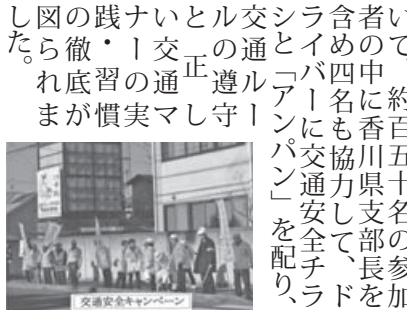 いて、約百五十名の参加
者の中に香川県支部長を
含め四名も協力して、ド
ライバーに交通安全チラ
シと「アンパン」を配り、
交通ルールの遵守
と正しい交通マ
ナーの実践・習慣
の徹底が図られま
した。
交通安全キャンペーン